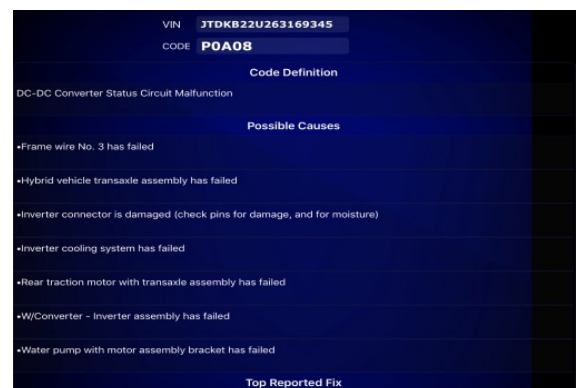 VIN JTDKB22U263169345
CODE P0A08
Code Definition
DC-DC Converter Status Circuit Malfunction
Possible Causes
•Frame wire No. 3 has failed
•Hybrid vehicle transaxle assembly has failed
•Inverter connector is damaged (check pins for damage, and for moisture)
•Inverter cooling system has failed
•Rear traction motor with transaxle assembly has failed
•W/Converter - Inverter assembly has failed
•Water pump with motor assembly bracket has failed
Top Reported Fix